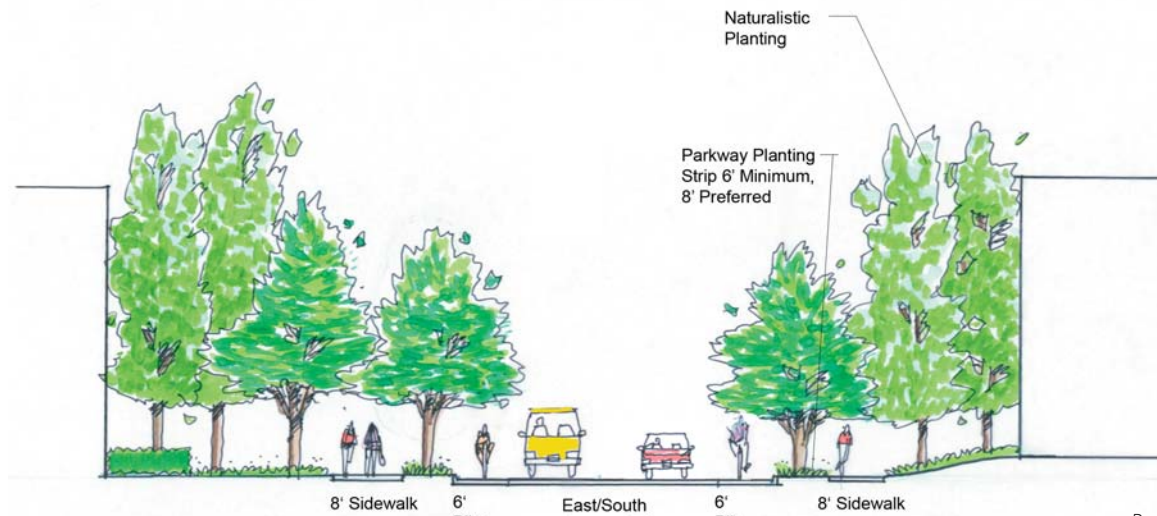 Naturalistic
Planting
Parkway Planting
Strip 6' Minimum,
8' Preferred
8' Sidewalk
6'
East/South
6'
8' Sidewalk